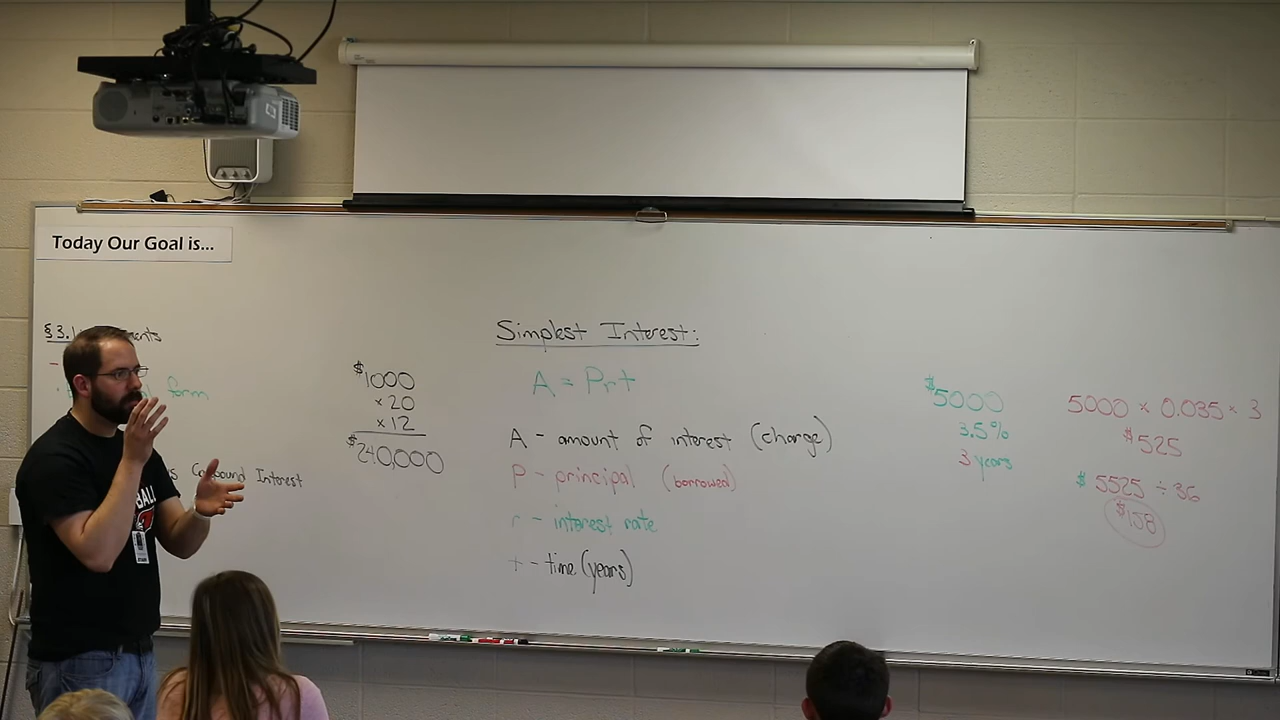 Today Our Goal is...
§3.1 ments
form
Compound Interest
$1000
×20
×12
$240,000
Simplest Interest:
A = Prt
A - amount of interest (charge)
P - principal (borrowed)
r - interest rate
t - time (years)
$5000
3.5%
3 years
5000 × 0.035 × 3
$525
$5525 ÷ 36
$158
BALL